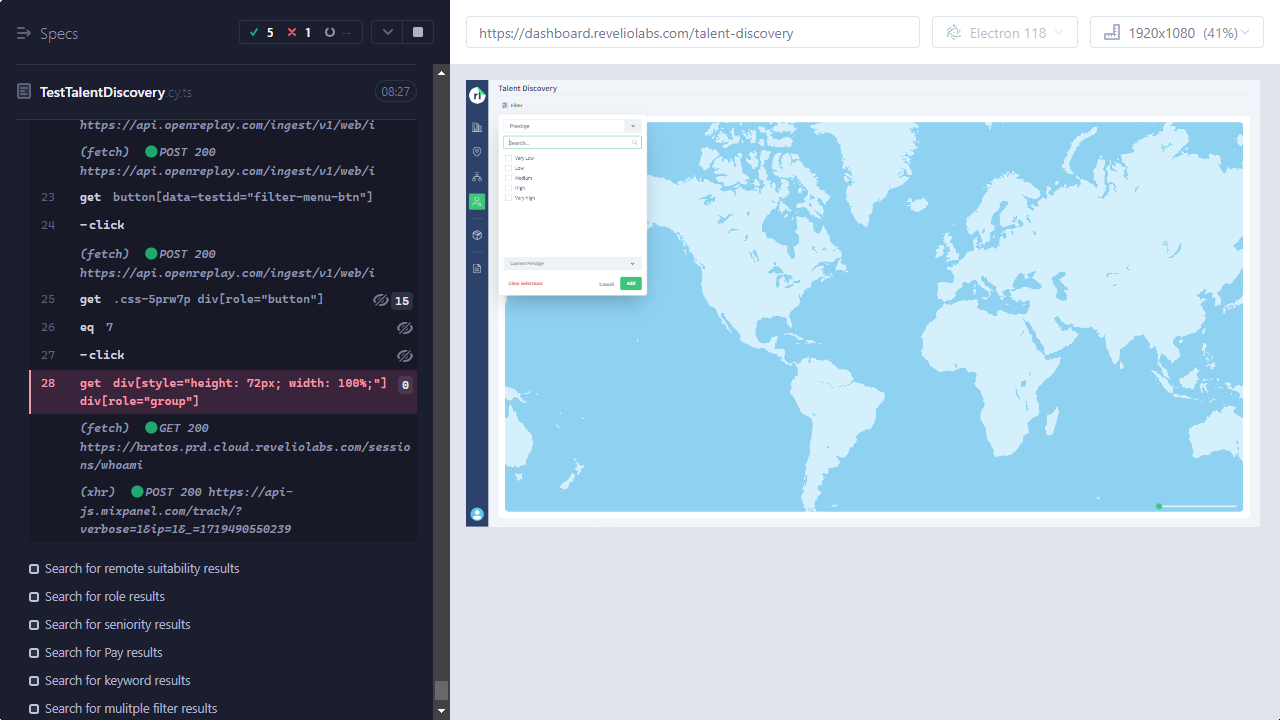 Specs
5
1
--
https://dashboard.reveliolabs.com/talent-discovery
Electron 118
1920x1080 (41%)
TestTalentDiscovery.cy.ts
08:27
https://api.openreplay.com/ingest/v1/web/i
(fetch) POST 200
https://api.openreplay.com/ingest/v1/web/i
23 get button[data-testid="filter-menu-btn"]
24 -click
(fetch) POST 200
https://api.openreplay.com/ingest/v1/web/i
25 get .css-5prw7p div[role="button"] 15
26 eq 7
27 -click
28 get div[style="height: 72px; width: 100%;"] 0
div[role="group"]
(fetch) GET 200
https://kratos.prd.cloud.reveliolabs.com/sessio
ns/whoami
(xhr) POST 200 https://api-
js.mixpanel.com/track/?
verbose=1&ip=1&_=1719490550239
Search for remote suitability results
Search for role results
Search for seniority results
Search for Pay results
Search for keyword results
Search for mulitple filter results
rl
Talent Discovery
Filter
Prestige
Search...
Very Low
Low
Medium
High
Very High
Current Prestige
Clear Selections
Cancel
Add